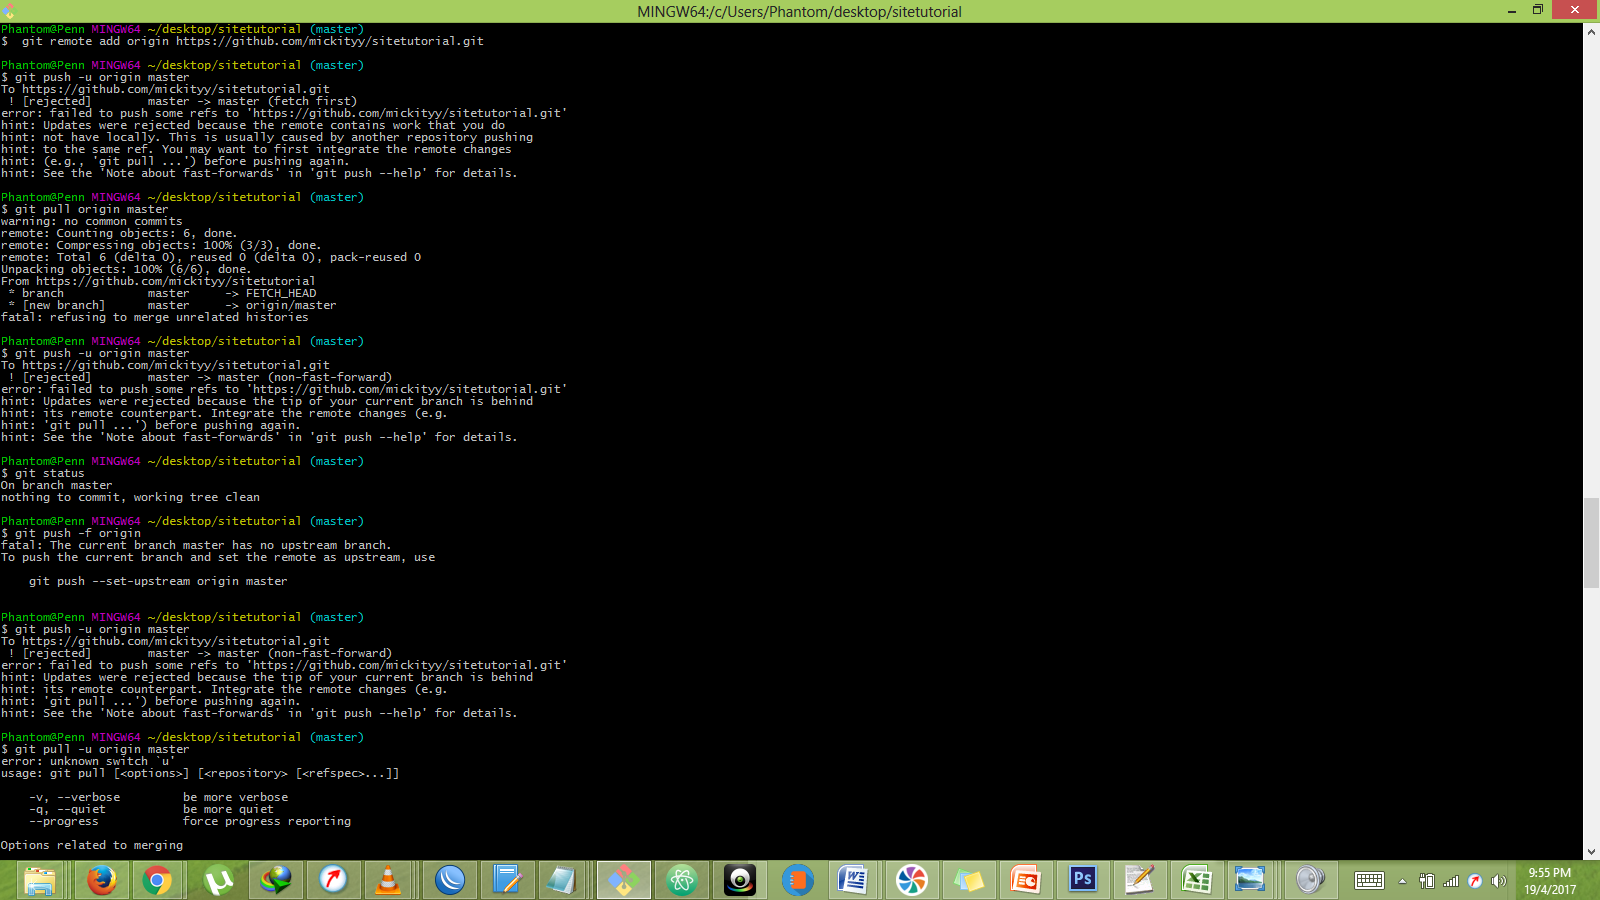 MINGW64:/c/Users/Phantom/desktop/sitetutorial
Phantom@Penn MINGW64 ~/desktop/sitetutorial (master)
$  git remote add origin https://github.com/mickityy/sitetutorial.git
Phantom@Penn MINGW64 ~/desktop/sitetutorial (master)
$ git push -u origin master
To https://github.com/mickityy/sitetutorial.git
 ! [rejected]        master -> master (fetch first)
error: failed to push some refs to 'https://github.com/mickityy/sitetutorial.git'
hint: Updates were rejected because the remote contains work that you do
hint: not have locally. This is usually caused by another repository pushing
hint: to the same ref. You may want to first integrate the remote changes
hint: (e.g., 'git pull ...') before pushing again.
hint: See the 'Note about fast-forwards' in 'git push --help' for details.
Phantom@Penn MINGW64 ~/desktop/sitetutorial (master)
$ git pull origin master
warning: no common commits
remote: Counting objects: 6, done.
remote: Compressing objects: 100% (3/3), done.
remote: Total 6 (delta 0), reused 0 (delta 0), pack-reused 0
Unpacking objects: 100% (6/6), done.
From https://github.com/mickityy/sitetutorial
 * branch            master     -> FETCH_HEAD
 * [new branch]      master     -> origin/master
fatal: refusing to merge unrelated histories
Phantom@Penn MINGW64 ~/desktop/sitetutorial (master)
$ git push -u origin master
To https://github.com/mickityy/sitetutorial.git
 ! [rejected]        master -> master (non-fast-forward)
error: failed to push some refs to 'https://github.com/mickityy/sitetutorial.git'
hint: Updates were rejected because the tip of your current branch is behind
hint: its remote counterpart. Integrate the remote changes (e.g.
hint: 'git pull ...') before pushing again.
hint: See the 'Note about fast-forwards' in 'git push --help' for details.
Phantom@Penn MINGW64 ~/desktop/sitetutorial (master)
$ git status
On branch master
nothing to commit, working tree clean
Phantom@Penn MINGW64 ~/desktop/sitetutorial (master)
$ git push -f origin
fatal: The current branch master has no upstream branch.
To push the current branch and set the remote as upstream, use
    git push --set-upstream origin master
Phantom@Penn MINGW64 ~/desktop/sitetutorial (master)
$ git push -u origin master
To https://github.com/mickityy/sitetutorial.git
 ! [rejected]        master -> master (non-fast-forward)
error: failed to push some refs to 'https://github.com/mickityy/sitetutorial.git'
hint: Updates were rejected because the tip of your current branch is behind
hint: its remote counterpart. Integrate the remote changes (e.g.
hint: 'git pull ...') before pushing again.
hint: See the 'Note about fast-forwards' in 'git push --help' for details.
Phantom@Penn MINGW64 ~/desktop/sitetutorial (master)
$ git pull -u origin master
error: unknown switch `u'
usage: git pull [<options>] [<repository> [<refspec>...]]
    -v, --verbose         be more verbose
    -q, --quiet           be more quiet
    --progress            force progress reporting
Options related to merging
Ps
9:55 PM
19/4/2017